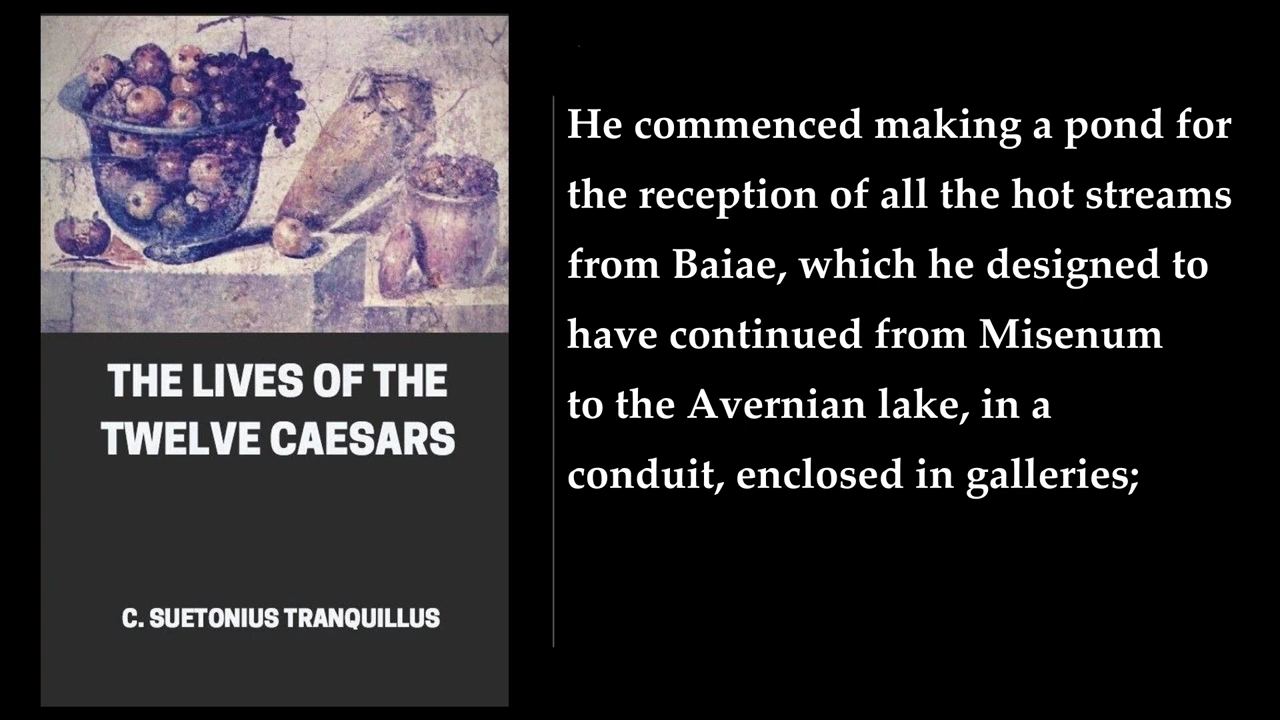 THE LIVES OF THE
TWELVE CAESARS
C. SUETONIUS TRANQUILLUS
He commenced making a pond for
the reception of all the hot streams
from Baiae, which he designed to
have continued from Misenum
to the Avernian lake, in a
conduit, enclosed in galleries;